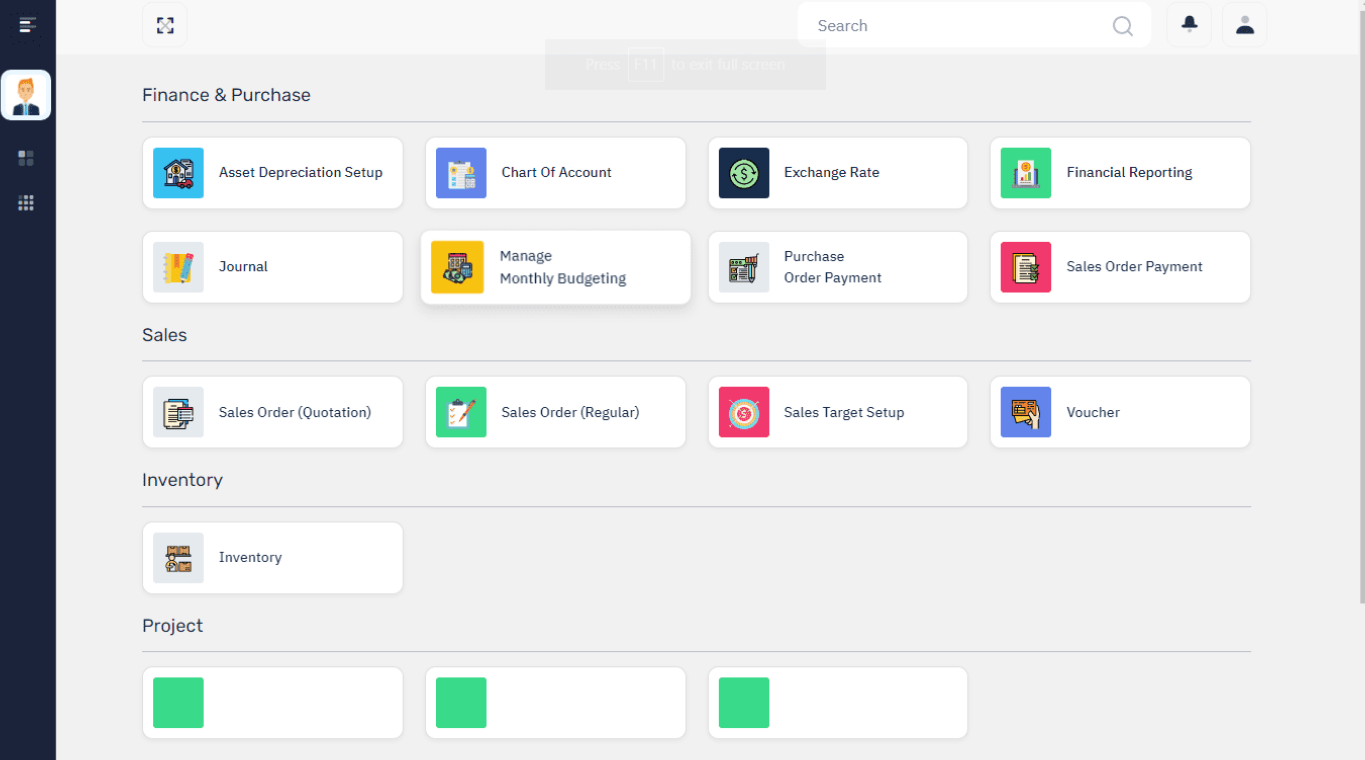 Search
Press F11 to exit full screen
Finance & Purchase
Asset Depreciation Setup
Chart Of Account
Exchange Rate
Financial Reporting
Journal
Manage
Monthly Budgeting
Purchase
Order Payment
Sales Order Payment
Sales
Sales Order (Quotation)
Sales Order (Regular)
Sales Target Setup
Voucher
Inventory
Inventory
Project